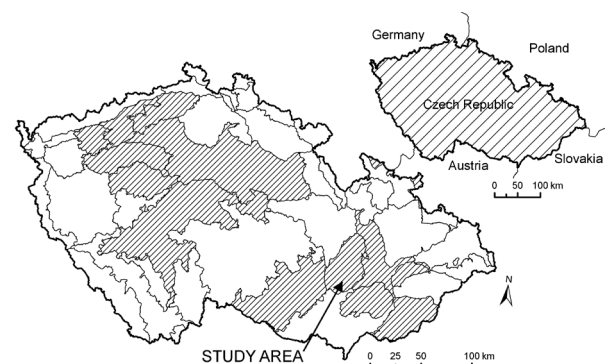 Germany
Poland
Czech Republic
Austria
Slovakia
0 50 100 km
N
STUDY AREA
0 25 50 100 km